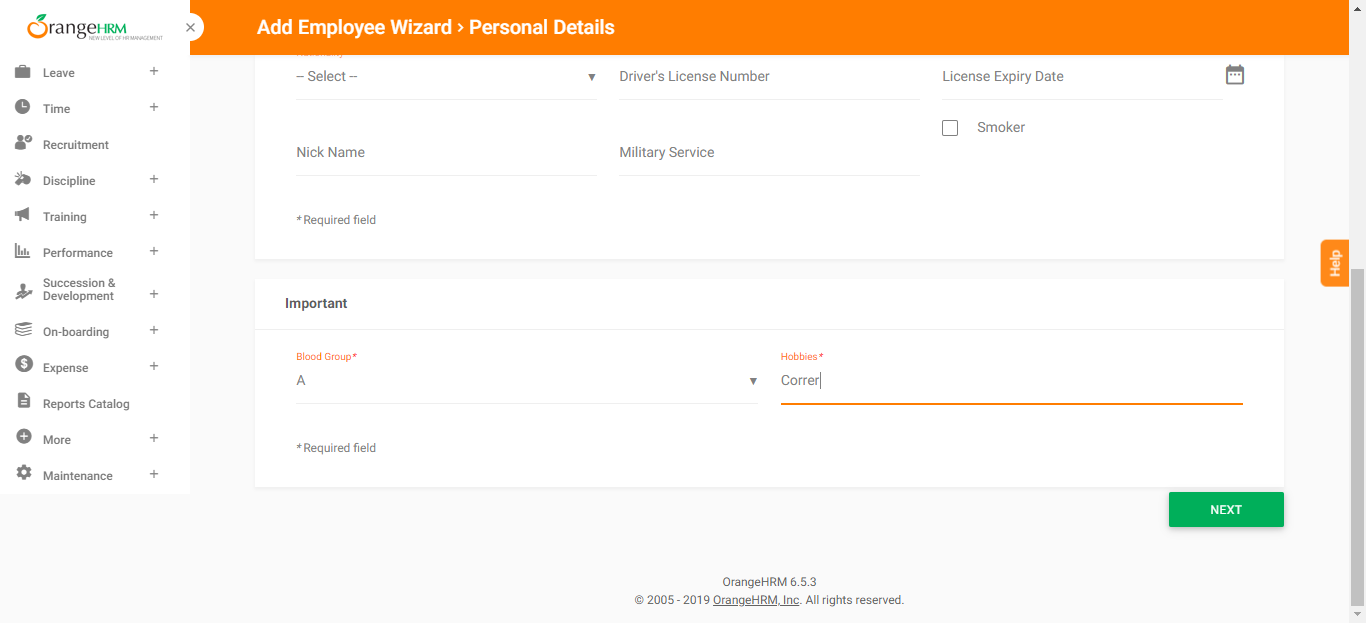 OrangeHRM
NEW LEVEL OF HR MANAGEMENT
Add Employee Wizard › Personal Details
Leave
Time
Recruitment
Discipline
Training
Performance
Succession &
Development
On-boarding
Expense
Reports Catalog
More
Maintenance
-- Select --
Driver's License Number
License Expiry Date
Smoker
Nick Name
Military Service
* Required field
Help
Important
Blood Group*
Hobbies*
A
Correr
* Required field
NEXT
OrangeHRM 6.5.3
© 2005 - 2019 OrangeHRM, Inc. All rights reserved.